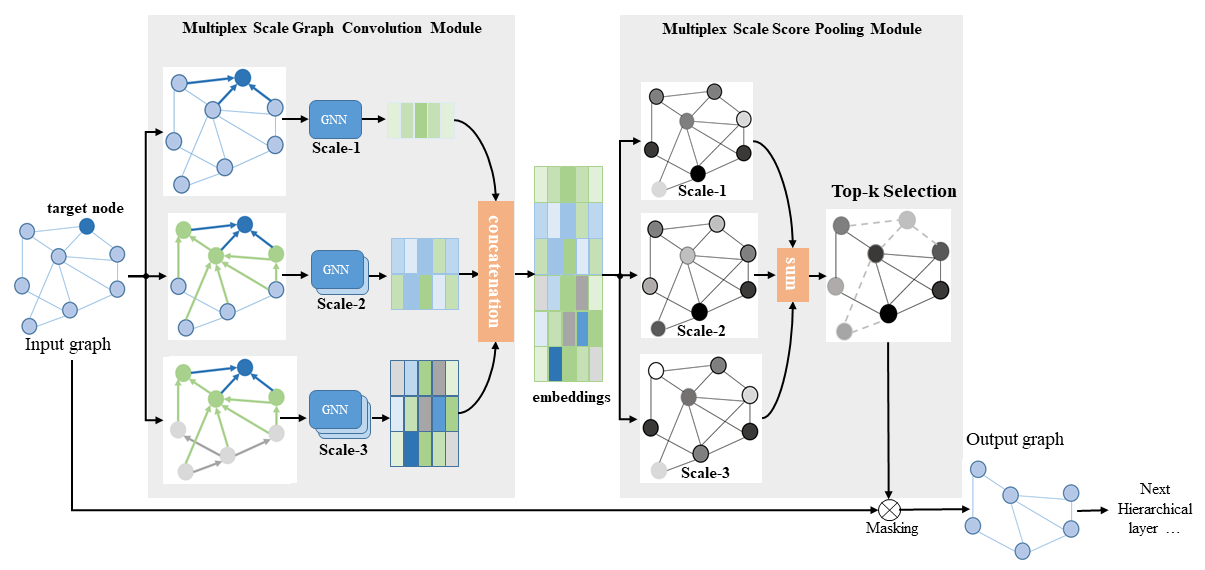 Multiplex Scale Graph Convolution Module
Multiplex Scale Score Pooling Module
target node
Input graph
GNN
Scale-1
GNN
Scale-2
GNN
Scale-3
concatenation
embeddings
Scale-1
Scale-2
Scale-3
sum
Top-k Selection
Masking
Output graph
Next
Hierarchical
layer ...